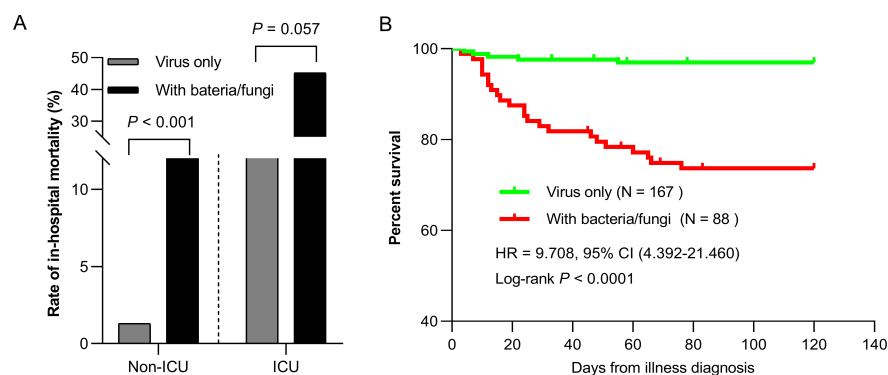 A
P = 0.057
50
40
30
10
5
0
Rate of in-hospital mortality (%)
Virus only
With bateria/fungi
P < 0.001
Non-ICU
ICU
B
100
80
60
40
Percent survival
Virus only (N = 167 )
With bacteria/fungi (N = 88 )
HR = 9.708, 95% CI (4.392-21.460)
Log-rank P < 0.0001
0 20 40 60 80 100 120 140
Days from illness diagnosis